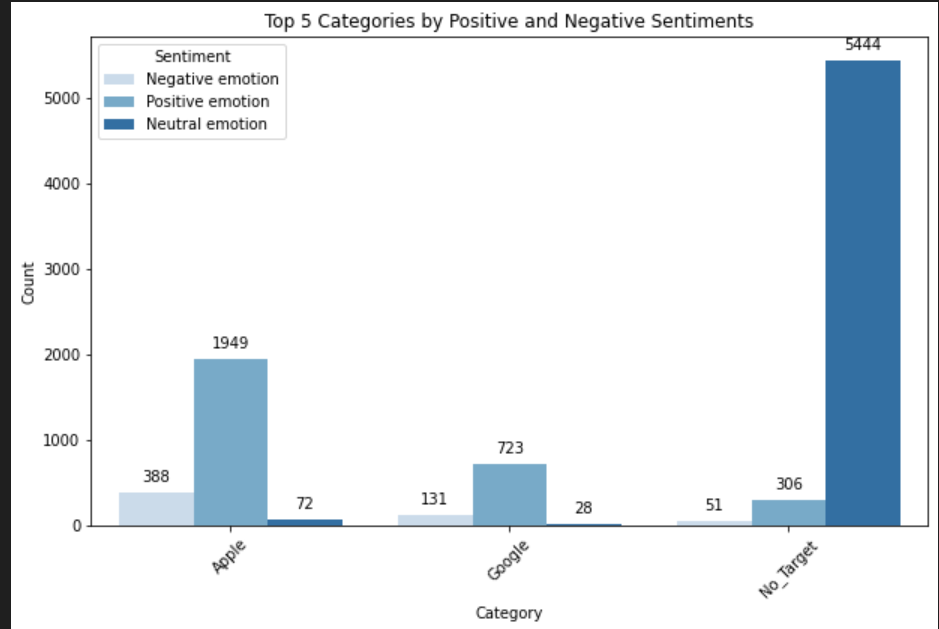 Top 5 Categories by Positive and Negative Sentiments
Sentiment
Negative emotion
Positive emotion
Neutral emotion
5444
5000
4000
3000
2000
1000
0
Count
388
1949
72
131
723
28
51
306
Apple
Google
No_Target
Category